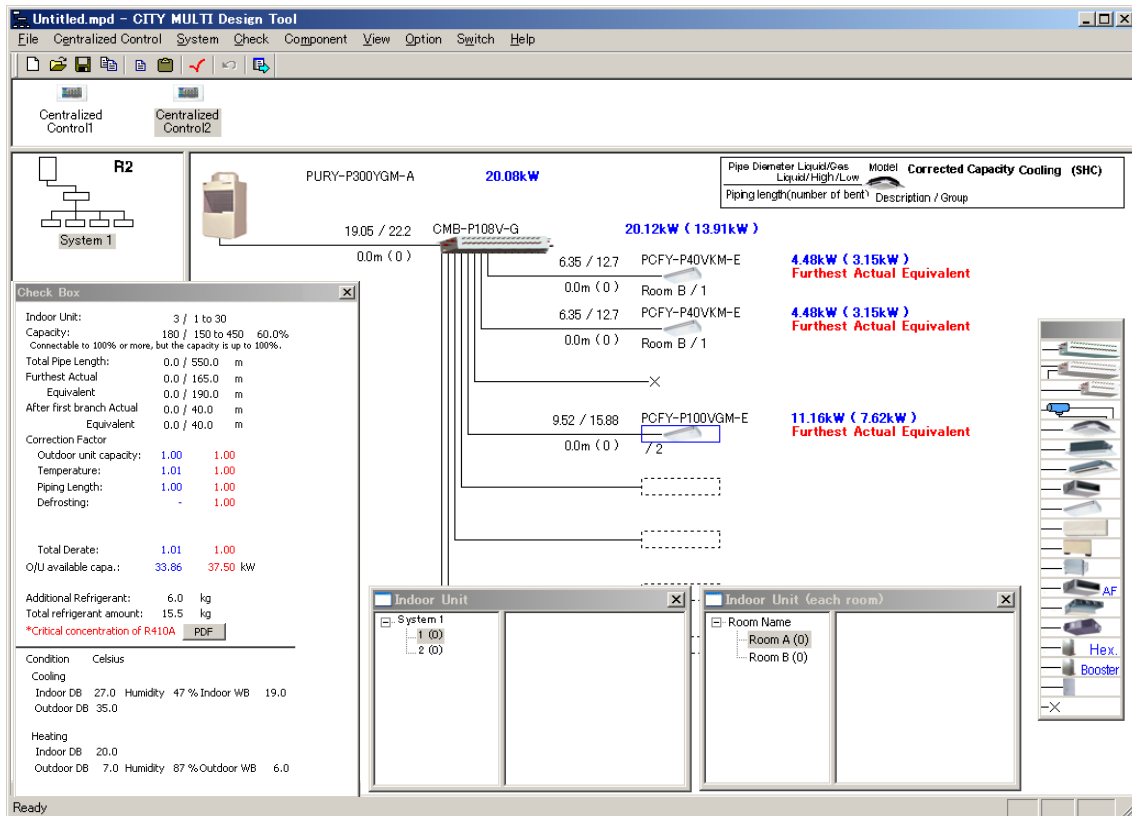 Untitled.mpd - CITY MULTI Design Tool
File Centralized Control System Check Component View Option Switch Help
Centralized Control1
Centralized Control2
R2
System 1
PURY-P300YGM-A 20.08kW
Pipe Diameter Liquid/Gas
Liquid/High/Low
Piping length(number of bent)
Model
Description / Group
Corrected Capacity Cooling (SHC)
19.05 / 22.2 CMB-P108V-G 20.12kW ( 13.91kW )
0.0m ( 0 )
6.35 / 12.7 PCFY-P40VKM-E 4.48kW ( 3.15kW )
Furthest Actual Equivalent
0.0m ( 0 ) Room B / 1
6.35 / 12.7 PCFY-P40VKM-E 4.48kW ( 3.15kW )
Furthest Actual Equivalent
0.0m ( 0 ) Room B / 1
9.52 / 15.88 PCFY-P100VGM-E 11.16kW ( 7.62kW )
Furthest Actual Equivalent
0.0m ( 0 ) / 2
Check Box
Indoor Unit: 3 / 1 to 30
Capacity: 180 / 150 to 450 60.0%
Connectable to 100% or more, but the capacity is up to 100%.
Total Pipe Length: 0.0 / 550.0 m
Furthest Actual 0.0 / 165.0 m
Equivalent 0.0 / 190.0 m
After first branch Actual 0.0 / 40.0 m
Equivalent 0.0 / 40.0 m
Correction Factor
Outdoor unit capacity: 1.00 1.00
Temperature: 1.01 1.00
Piping Length: 1.00 1.00
Defrosting: - 1.00
Total Derate: 1.01 1.00
O/U available capa.: 33.86 37.50 kW
Additional Refrigerant: 6.0 kg
Total refrigerant amount: 15.5 kg
*Critical concentration of R410A PDF
Condition Celsius
Cooling
Indoor DB 27.0 Humidity 47 % Indoor WB 19.0
Outdoor DB 35.0
Heating
Indoor DB 20.0
Outdoor DB 7.0 Humidity 87 % Outdoor WB 6.0
Indoor Unit
System 1
1 (0)
2 (0)
Indoor Unit (each room)
Room Name
Room A (0)
Room B (0)
AF
Hex.
Booster
Ready